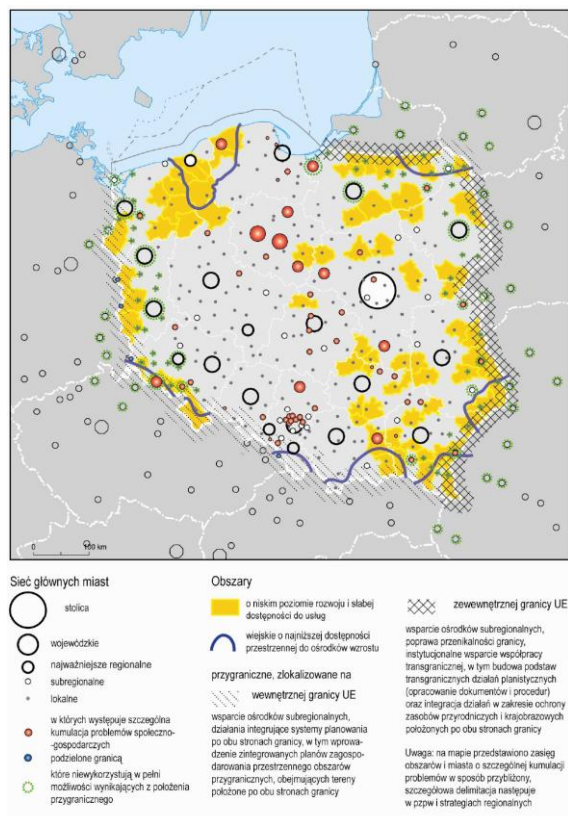 0 100 km
Sieć głównych miast
stolica
wojewódzkie
najważniejsze regionalne
subregionalne
lokalne
w których występuje szczególna
kumulacja problemów społeczno-
-gospodarczych
podzielone granicą
które niewykorzystują w pełni
możliwości wynikających z położenia
przygranicznego
Obszary
o niskim poziomie rozwoju i słabej
dostępności do usług
wiejskie o najniższej dostępności
przestrzennej do ośrodków wzrostu
przygraniczne, zlokalizowane na
wewnętrznej granicy UE
wsparcie ośrodków subregionalnych,
działania integrujące systemy planowania
po obu stronach granicy, w tym wprowa-
dzenie zintegrowanych planów zagospo-
darowania przestrzennego obszarów
przygranicznych, obejmujących tereny
położone po obu stronach granicy
zewewnętrznej granicy UE
wsparcie ośrodków subregionalnych,
poprawa przenikalności granicy,
instytucjonalne wsparcie współpracy
transgranicznej, w tym budowa podstaw
transgranicznych działań planistycznych
(opracowanie dokumentów i procedur)
oraz integracja działań w zakresie ochrony
zasobów przyrodniczych i krajobrazowych
położonych po obu stronach granicy
Uwaga: na mapie przedstawiono zasięg
obszarów i miasta o szczególnej kumulacji
problemów w sposób przybliżony,
szczegółowa delimitacja następuje
w pzpw i strategiach regionalnych